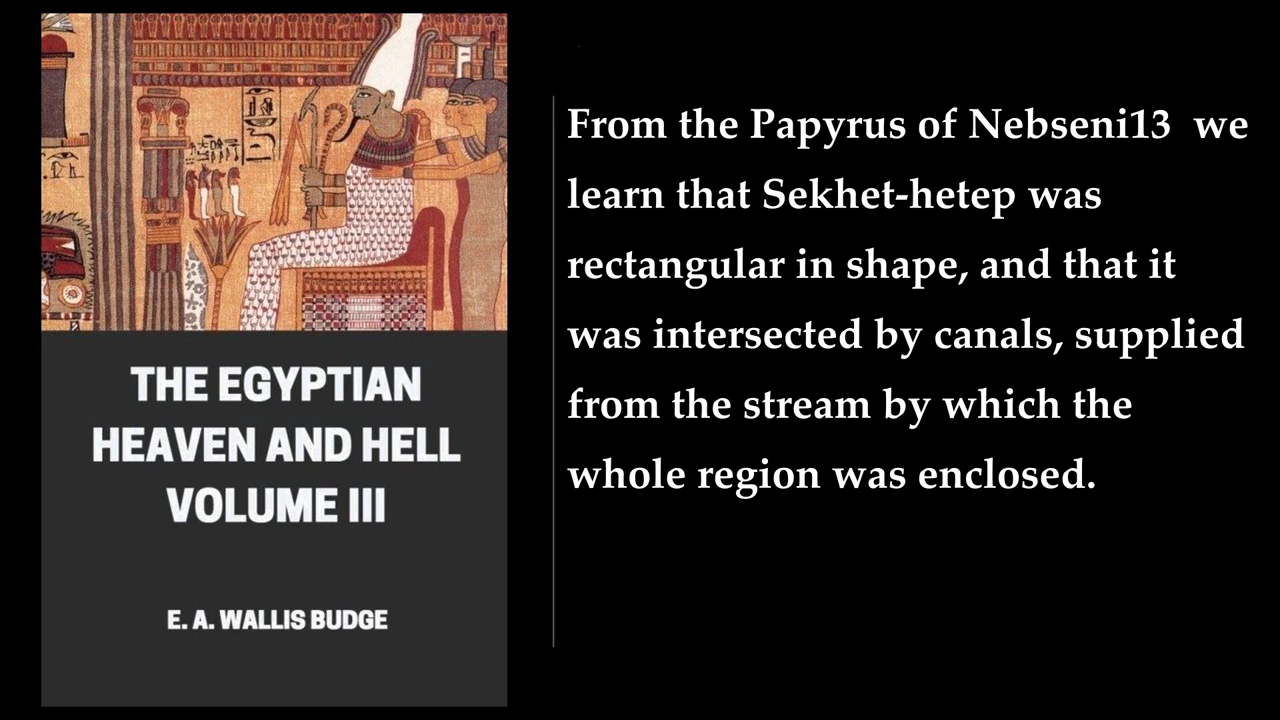 THE EGYPTIAN
HEAVEN AND HELL
VOLUME III
E. A. WALLIS BUDGE
From the Papyrus of Nebseni13  we
learn that Sekhet-hetep was
rectangular in shape, and that it
was intersected by canals, supplied
from the stream by which the
whole region was enclosed.